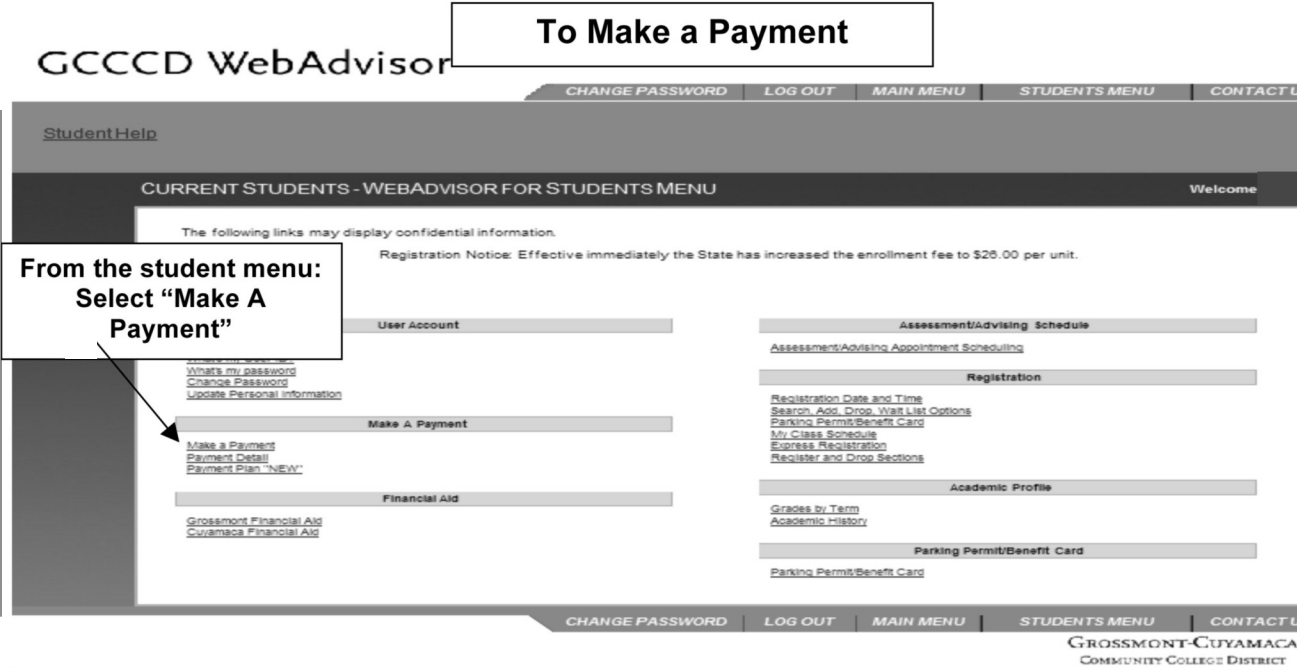 To Make a Payment
GCCCD WebAdvisor
CHANGE PASSWORD LOG OUT MAIN MENU STUDENTS MENU CONTACT U
Student Help
CURRENT STUDENTS - WEBADVISOR FOR STUDENTS MENU Welcome
The following links may display confidential information.
Registration Notice: Effective immediately the State has increased the enrollment fee to $26.00 per unit.
From the student menu:
Select “Make A
Payment”
User Account
What's my password
Change Password
Update Personal Information
Make A Payment
Make a Payment
Payment Detail
Payment Plan "NEW"
Financial Aid
Grossmont Financial Aid
Cuyamaca Financial Aid
Assessment/Advising Schedule
Assessment/Advising Appointment Scheduling
Registration
Registration Date and Time
Search, Add, Drop, Wait List Options
Parking Permit/Benefit Card
My Class Schedule
Express Registration
Register and Drop Sections
Academic Profile
Grades by Term
Academic History
Parking Permit/Benefit Card
Parking Permit/Benefit Card
CHANGE PASSWORD LOG OUT MAIN MENU STUDENTS MENU CONTACT U
GROSSMONT-CUYAMACA
COMMUNITY COLLEGE DISTRICT